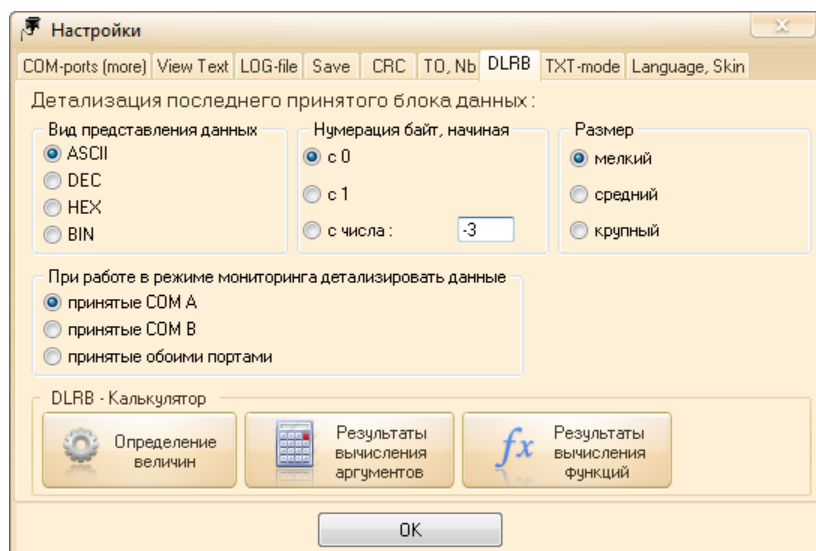 Настройки
COM-ports (more) View Text LOG-file Save CRC TO, Nb DLRB TXT-mode Language, Skin
Детализация последнего принятого блока данных :
Вид представления данных
ASCII
DEC
HEX
BIN
Нумерация байт, начиная
с 0
с 1
с числа : -3
Размер
мелкий
средний
крупный
При работе в режиме мониторинга детализировать данные
принятые COM A
принятые COM B
принятые обоими портами
DLRB - Калькулятор
Определение
величин
Результаты
вычисления
аргументов
fx
Результаты
вычисления
функций
OK